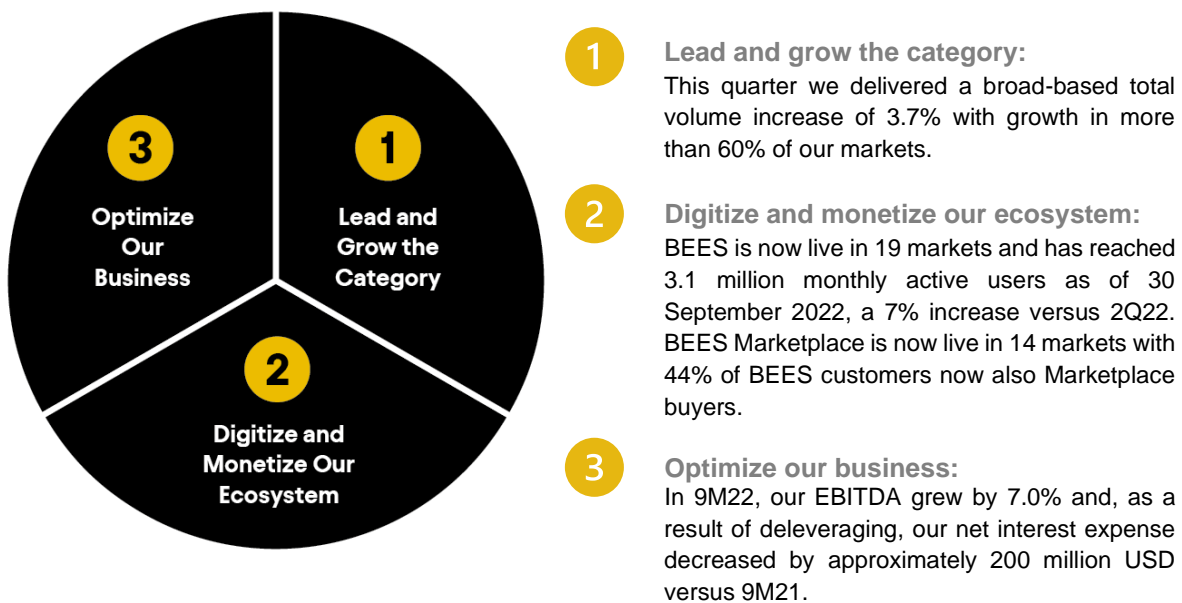 3
Optimize
Our
Business
1
Lead and
Grow the
Category
2
Digitize and
Monetize Our
Ecosystem
1
Lead and grow the category:
This quarter we delivered a broad-based total
volume increase of 3.7% with growth in more
than 60% of our markets.
2
Digitize and monetize our ecosystem:
BEES is now live in 19 markets and has reached
3.1 million monthly active users as of 30
September 2022, a 7% increase versus 2Q22.
BEES Marketplace is now live in 14 markets with
44% of BEES customers now also Marketplace
buyers.
3
Optimize our business:
In 9M22, our EBITDA grew by 7.0% and, as a
result of deleveraging, our net interest expense
decreased by approximately 200 million USD
versus 9M21.